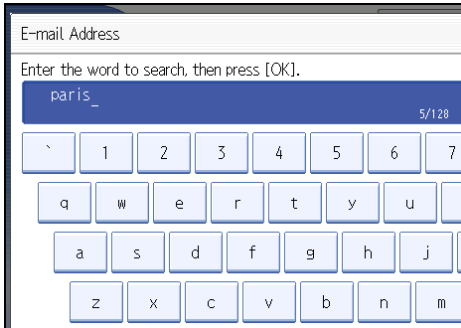 E-mail Address
Enter the word to search, then press [OK].
paris_
5/128
` 1 2 3 4 5 6 7
q w e r t y u
a s d f g h j
z x c v b n m